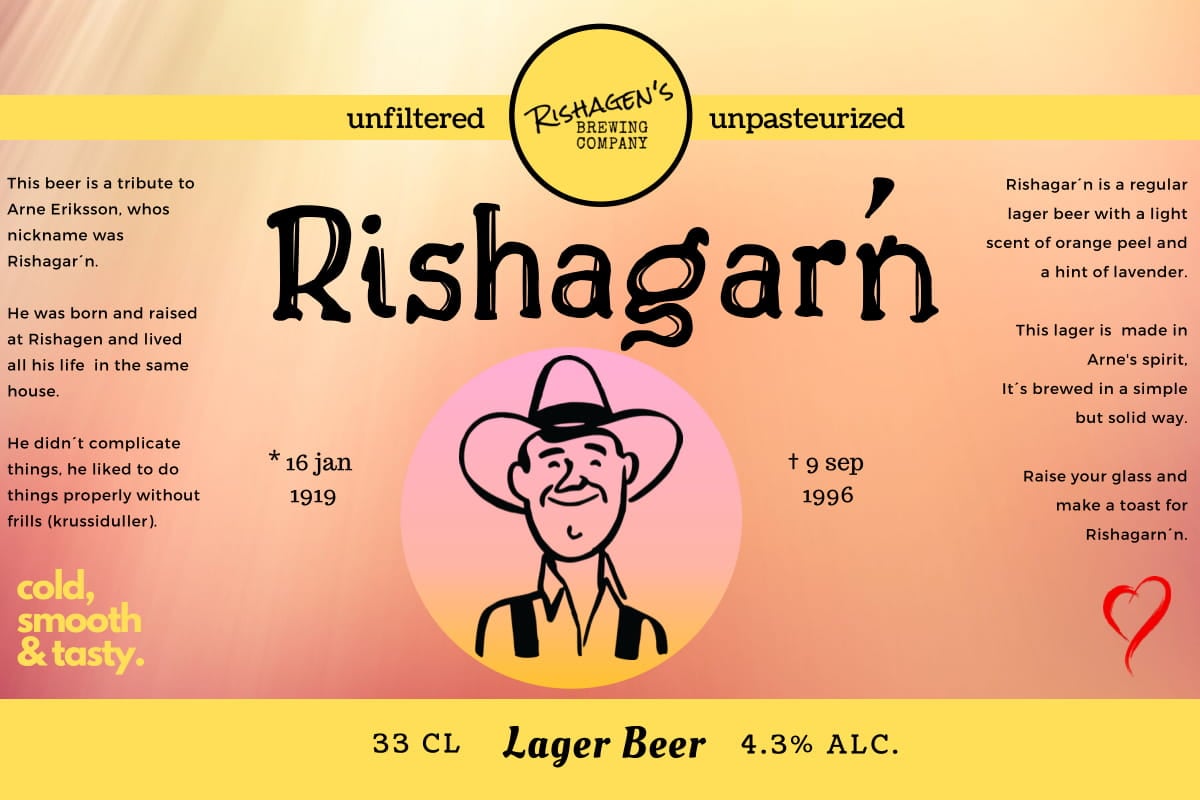 unfiltered
RISHAGEN'S
BREWING
COMPANY
unpasteurized
Rishagarń
This beer is a tribute to
Arne Eriksson, whos
nickname was
Rishagar´n.
He was born and raised
at Rishagen and lived
all his life  in the same
house.
He didn´t complicate
things, he liked to do
things properly without
frills (krussiduller).
cold,
smooth
& tasty.
* 16 jan
1919
† 9 sep
1996
Rishagar´n is a regular
lager beer with a light
scent of orange peel and
a hint of lavender.
This lager is  made in
Arne's spirit,
It´s brewed in a simple
but solid way.
Raise your glass and
make a toast for
Rishagarn´n.
33 CL
Lager Beer
4.3% ALC.